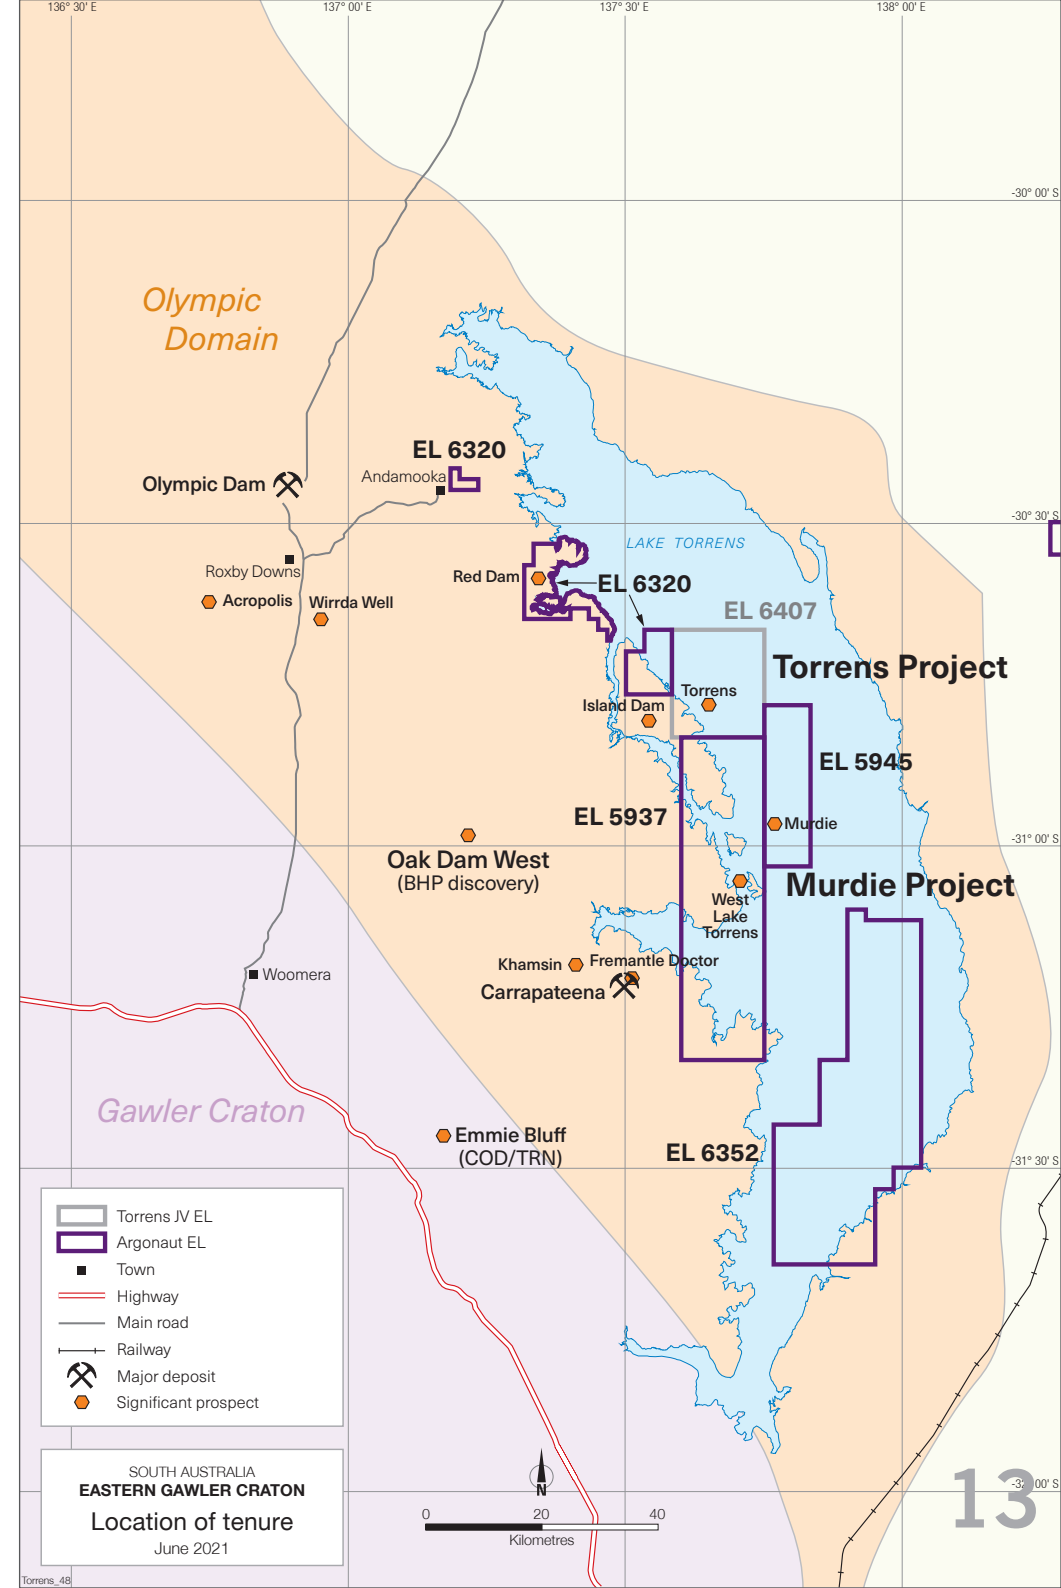 136° 30' E
137° 00' E
137° 30' E
138° 00' E
-30° 00' S
Olympic
Domain
EL 6320
Andamooka
Olympic Dam
-30° 30' S
LAKE TORRENS
Roxby Downs
Red Dam
EL 6320
Acropolis
Wirrda Well
EL 6407
Torrens Project
Torrens
Island Dam
EL 5945
EL 5937
Murdie
-31° 00' S
Oak Dam West
(BHP discovery)
Murdie Project
West
Lake
Torrens
Khamsin
Fremantle Doctor
Woomera
Carrapateena
Gawler Craton
Emmie Bluff
(COD/TRN)
EL 6352
-31° 30' S
Torrens JV EL
Argonaut EL
Town
Highway
Main road
Railway
Major deposit
Significant prospect
SOUTH AUSTRALIA
EASTERN GAWLER CRATON
Location of tenure
June 2021
N
0 20 40
Kilometres
-32° 00' S
13
Torrens_48